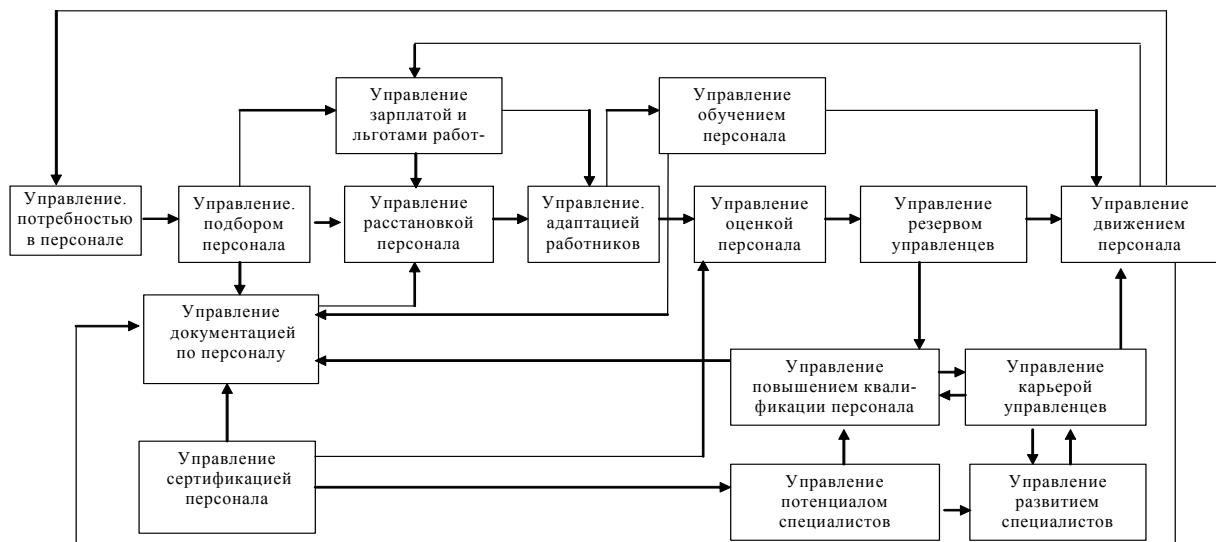 Управление
зарплатой и
льготами работ-
Управление
обучением
персонала
Управление.
потребностью
в персонале
Управление.
подбором
персонала
Управление
расстановкой
персонала
Управление.
адаптацией
работников
Управление
оценкой
персонала
Управление
резервом
управленцев
Управление
движением
персонала
Управление
документацией
по персоналу
Управление
повышением квали-
фикации персонала
Управление
карьерой
управленцев
Управление
сертификацией
персонала
Управление
потенциалом
специалистов
Управление
развитием
специалистов